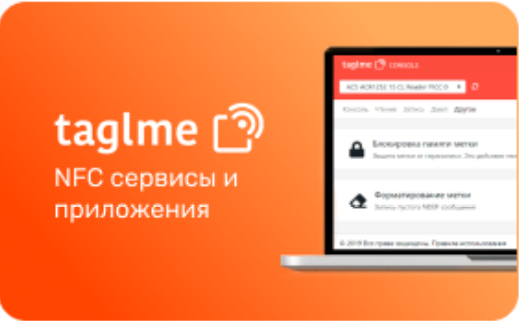 taglme
NFC сервисы и
приложения
taglme CONSOLE
ACS ACR1252 1S CL Reader PICC 0
Консоль Чтение Запись Дамп Другое
Блокировка памяти метки
Защита метки от перезаписи. Это действие
Форматирование метки
Запись пустого NDEF сообщения
© 2019 Все права защищены. Правила использования